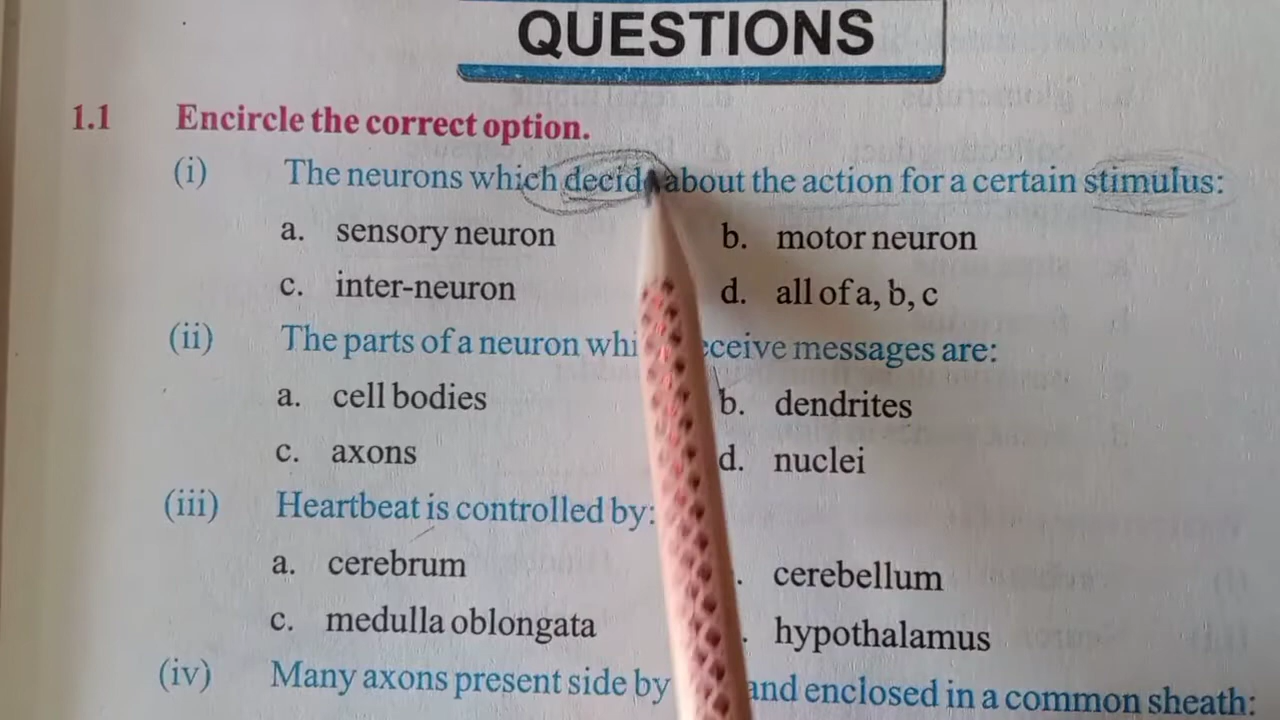 QUESTIONS
1.1 Encircle the correct option.
(i) The neurons which decide about the action for a certain stimulus:
a. sensory neuron b. motor neuron
c. inter-neuron d. all of a, b, c
(ii) The parts of a neuron whi ceive messages are:
a. cell bodies b. dendrites
c. axons d. nuclei
(iii) Heartbeat is controlled by:
a. cerebrum . cerebellum
c. medulla oblongata . hypothalamus
(iv) Many axons present side by and enclosed in a common sheath: